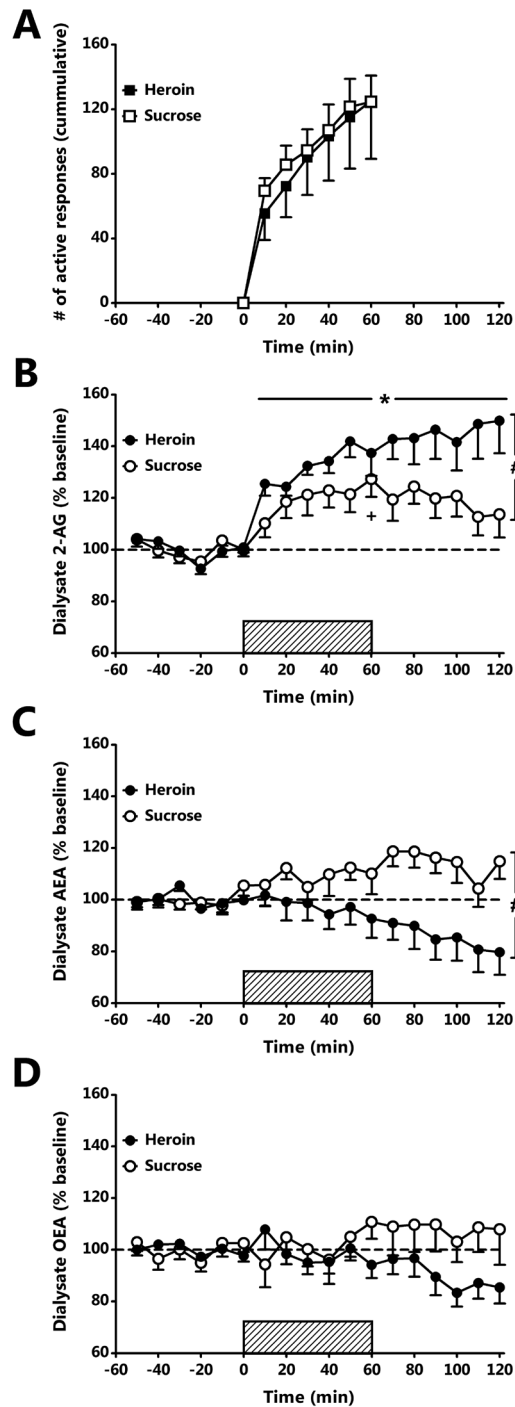 A
# of active responses (cummulative)
160
120
80
40
0
Heroin
Sucrose
-60 -40 -20 0 20 40 60 80 100 120
Time (min)
B
Dialysate 2-AG (% baseline)
160
140
120
100
80
60
Heroin
Sucrose
*
#
+
-60 -40 -20 0 20 40 60 80 100 120
Time (min)
C
Dialysate AEA (% baseline)
160
140
120
100
80
60
Heroin
Sucrose
#
-60 -40 -20 0 20 40 60 80 100 120
Time (min)
D
Dialysate OEA (% baseline)
160
140
120
100
80
60
Heroin
Sucrose
-60 -40 -20 0 20 40 60 80 100 120
Time (min)